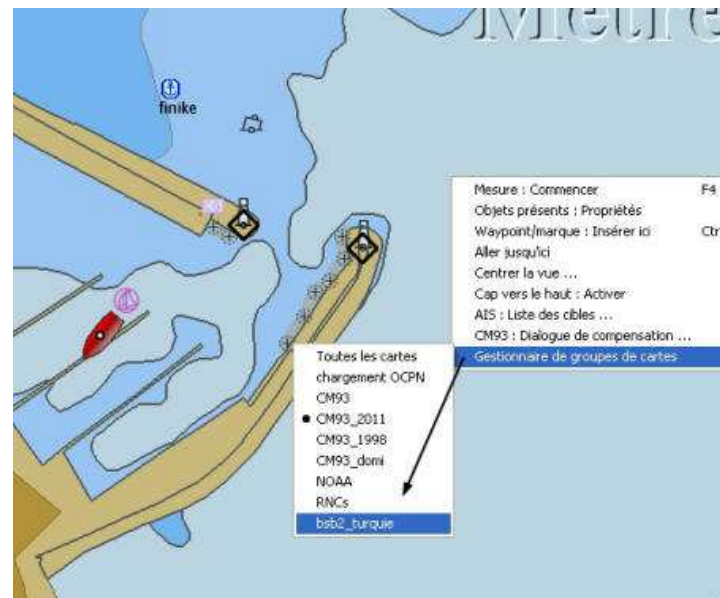 Mètre
finike
Mesure : Commencer F4
Objets présents : Propriétés
Waypoint/marque : Insérer ici Ctr
Aller jusqu'ici
Centrer la vue ...
Cap vers le haut : Activer
AIS : Liste des cibles ...
CM93 : Dialogue de compensation ...
Gestionnaire de groupes de cartes
Toutes les cartes
chargement OCPN
CM93
CM93_2011
CM93_1998
CM93_domi
NOAA
RNCs
bsb2_turquie